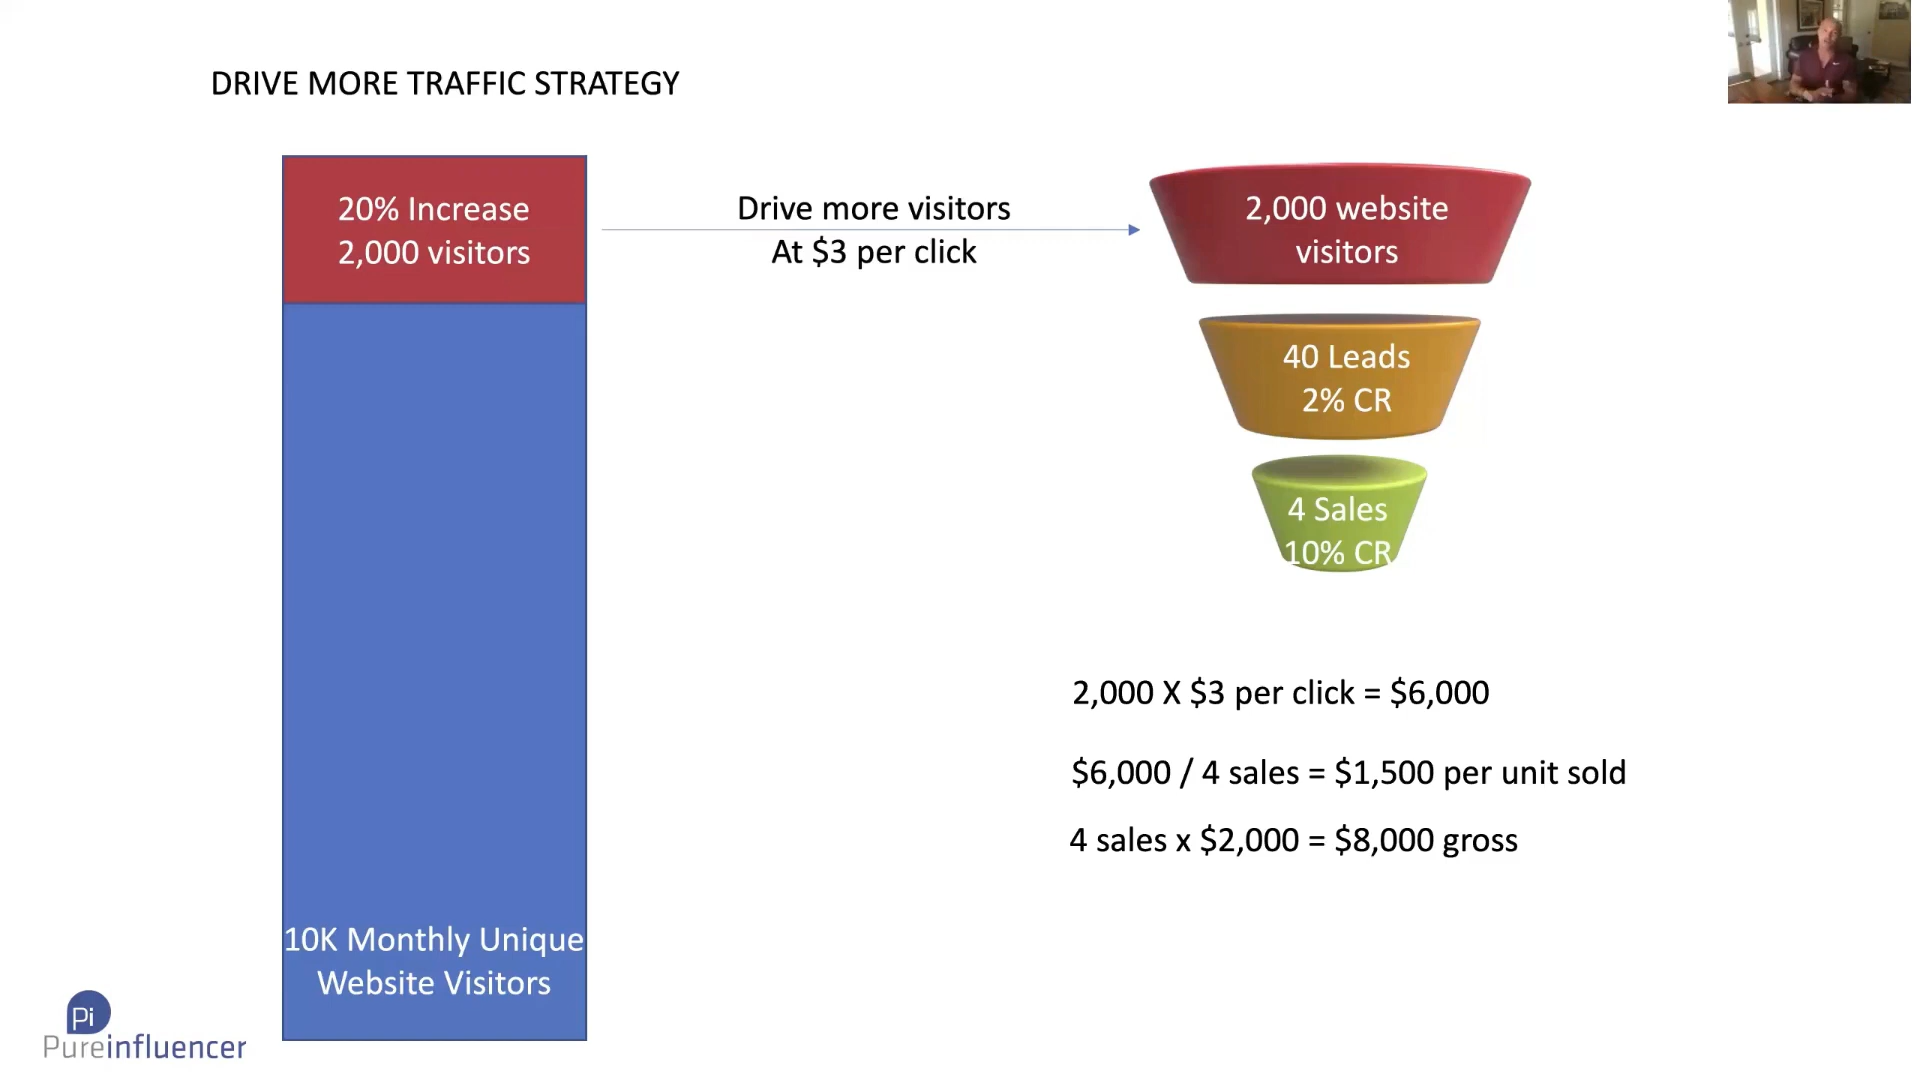 DRIVE MORE TRAFFIC STRATEGY
20% Increase
2,000 visitors
Drive more visitors
At $3 per click
2,000 website
visitors
40 Leads
2% CR
4 Sales
10% CR
2,000 X $3 per click = $6,000
$6,000 / 4 sales = $1,500 per unit sold
4 sales x $2,000 = $8,000 gross
10K Monthly Unique
Website Visitors
Pi
Pureinfluencer